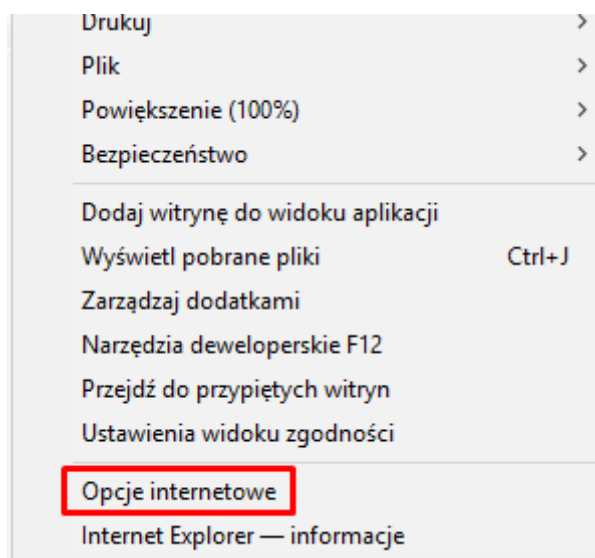 Drukuj
Plik
Powiększenie (100%)
Bezpieczeństwo
Dodaj witrynę do widoku aplikacji
Wyświetl pobrane pliki Ctrl+J
Zarządzaj dodatkami
Narzędzia deweloperskie F12
Przejdź do przypiętych witryn
Ustawienia widoku zgodności
Opcje internetowe
Internet Explorer — informacje